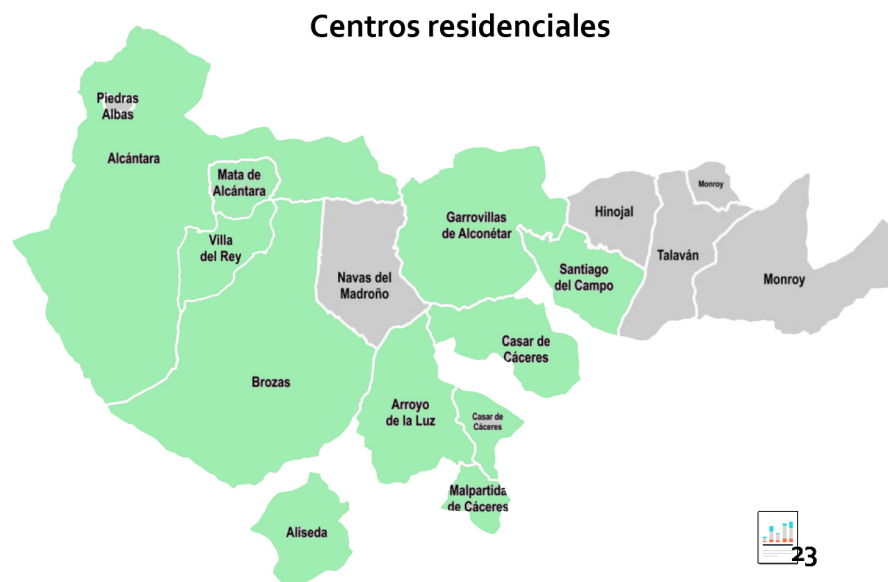 Centros residenciales
Piedras
Albas
Alcántara
Mata de
Alcántara
Villa
del Rey
Garrovillas
de Alconétar
Hinojal
Monroy
Talaván
Monroy
Navas del
Madroño
Santiago
del Campo
Casar de
Cáceres
Brozas
Arroyo
de la Luz
Casar de
Cáceres
Malpartida
de Cáceres
Aliseda
23